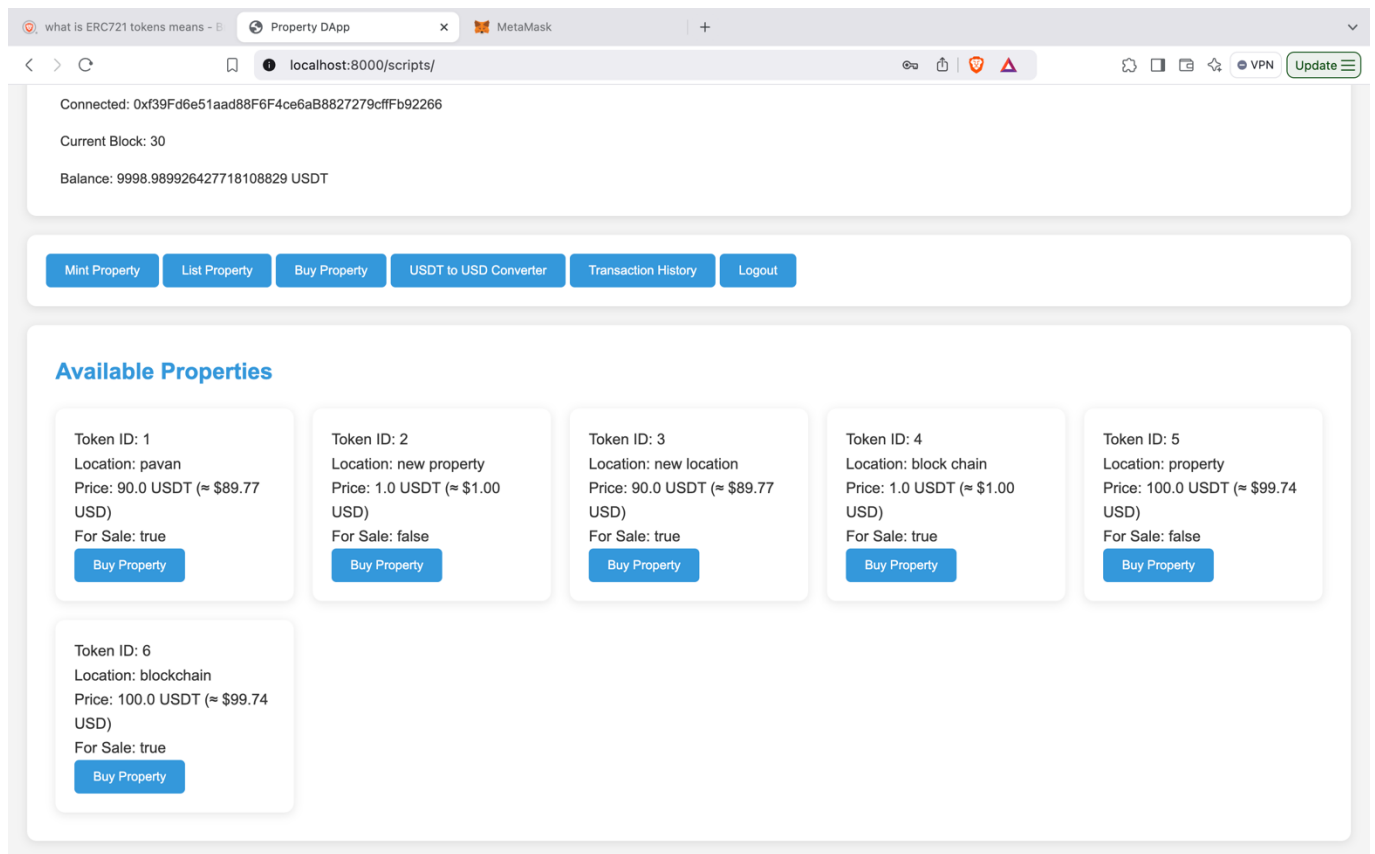 what is ERC721 tokens means - B
Property DApp
MetaMask
localhost:8000/scripts/
VPN
Update
Connected: 0xf39Fd6e51aad88F6F4ce6aB8827279cffFb92266
Current Block: 30
Balance: 9998.989926427718108829 USDT
Mint Property
List Property
Buy Property
USDT to USD Converter
Transaction History
Logout
Available Properties
Token ID: 1
Location: pavan
Price: 90.0 USDT (≈ $89.77
USD)
For Sale: true
Buy Property
Token ID: 2
Location: new property
Price: 1.0 USDT (≈ $1.00
USD)
For Sale: false
Buy Property
Token ID: 3
Location: new location
Price: 90.0 USDT (≈ $89.77
USD)
For Sale: true
Buy Property
Token ID: 4
Location: block chain
Price: 1.0 USDT (≈ $1.00
USD)
For Sale: true
Buy Property
Token ID: 5
Location: property
Price: 100.0 USDT (≈ $99.74
USD)
For Sale: false
Buy Property
Token ID: 6
Location: blockchain
Price: 100.0 USDT (≈ $99.74
USD)
For Sale: true
Buy Property